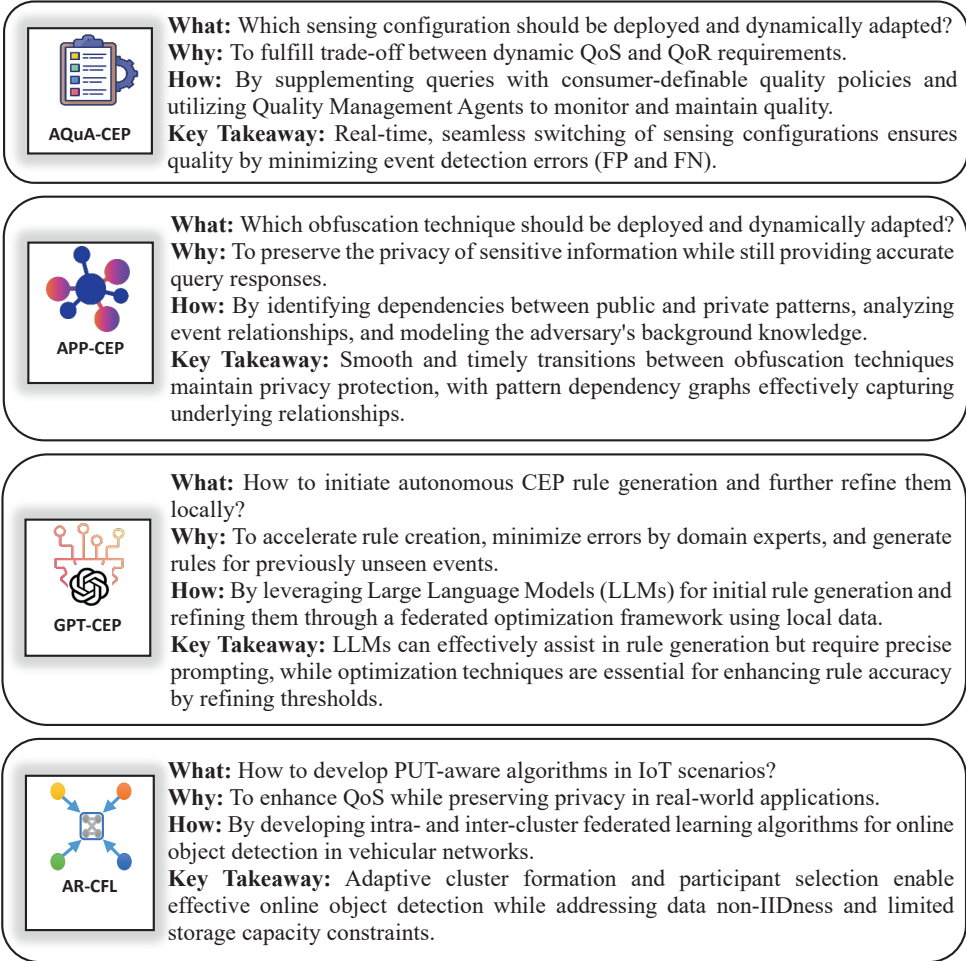 What: Which sensing configuration should be deployed and dynamically adapted?
Why: To fulfill trade-off between dynamic QoS and QoR requirements.
How: By supplementing queries with consumer-definable quality policies and
utilizing Quality Management Agents to monitor and maintain quality.
Key Takeaway: Real-time, seamless switching of sensing configurations ensures
quality by minimizing event detection errors (FP and FN).
AQuA-CEP
What: Which obfuscation technique should be deployed and dynamically adapted?
Why: To preserve the privacy of sensitive information while still providing accurate
query responses.
How: By identifying dependencies between public and private patterns, analyzing
event relationships, and modeling the adversary's background knowledge.
Key Takeaway: Smooth and timely transitions between obfuscation techniques
maintain privacy protection, with pattern dependency graphs effectively capturing
underlying relationships.
APP-CEP
What: How to initiate autonomous CEP rule generation and further refine them
locally?
Why: To accelerate rule creation, minimize errors by domain experts, and generate
rules for previously unseen events.
How: By leveraging Large Language Models (LLMs) for initial rule generation and
refining them through a federated optimization framework using local data.
Key Takeaway: LLMs can effectively assist in rule generation but require precise
prompting, while optimization techniques are essential for enhancing rule accuracy
by refining thresholds.
GPT-CEP
What: How to develop PUT-aware algorithms in IoT scenarios?
Why: To enhance QoS while preserving privacy in real-world applications.
How: By developing intra- and inter-cluster federated learning algorithms for online
object detection in vehicular networks.
Key Takeaway: Adaptive cluster formation and participant selection enable
effective online object detection while addressing data non-IIDness and limited
storage capacity constraints.
AR-CFL